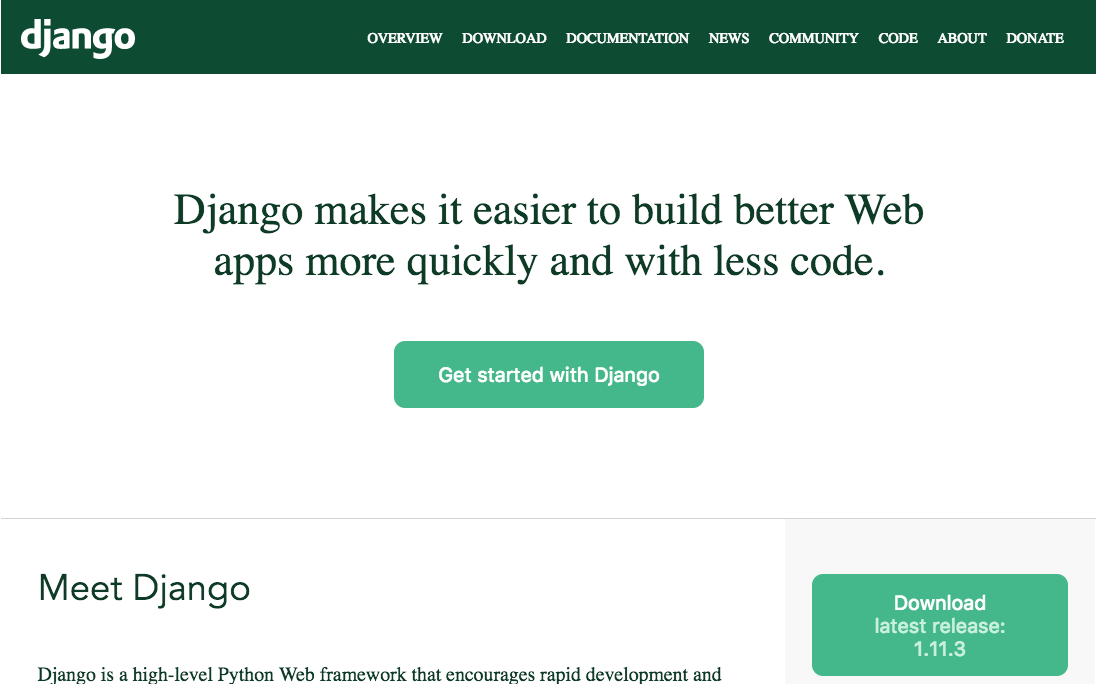 django
OVERVIEW DOWNLOAD DOCUMENTATION NEWS COMMUNITY CODE ABOUT DONATE
Django makes it easier to build better Web
apps more quickly and with less code.
Get started with Django
Meet Django
Django is a high-level Python Web framework that encourages rapid development and
Download
latest release:
1.11.3